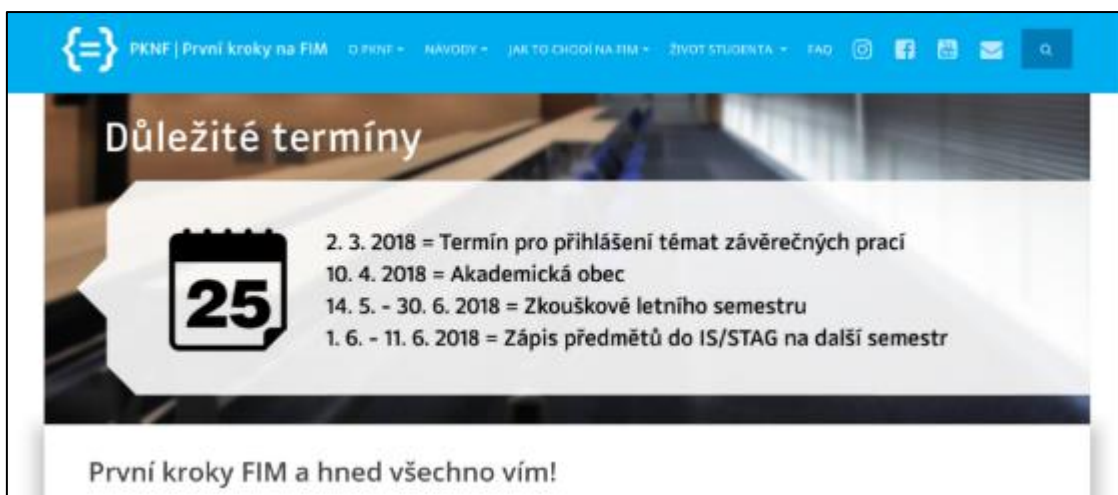 {=} PKNF | První kroky na FIM O PKNF NÁVODY JAK TO CHODÍ NA FIM ŽIVOT STUDENTA FAQ
Důležité termíny
25
2. 3. 2018 = Termín pro přihlášení témat závěrečných prací
10. 4. 2018 = Akademická obec
14. 5. - 30. 6. 2018 = Zkouškové letního semestru
1. 6. - 11. 6. 2018 = Zápis předmětů do IS/STAG na další semestr
První kroky FIM a hned všechno vím!